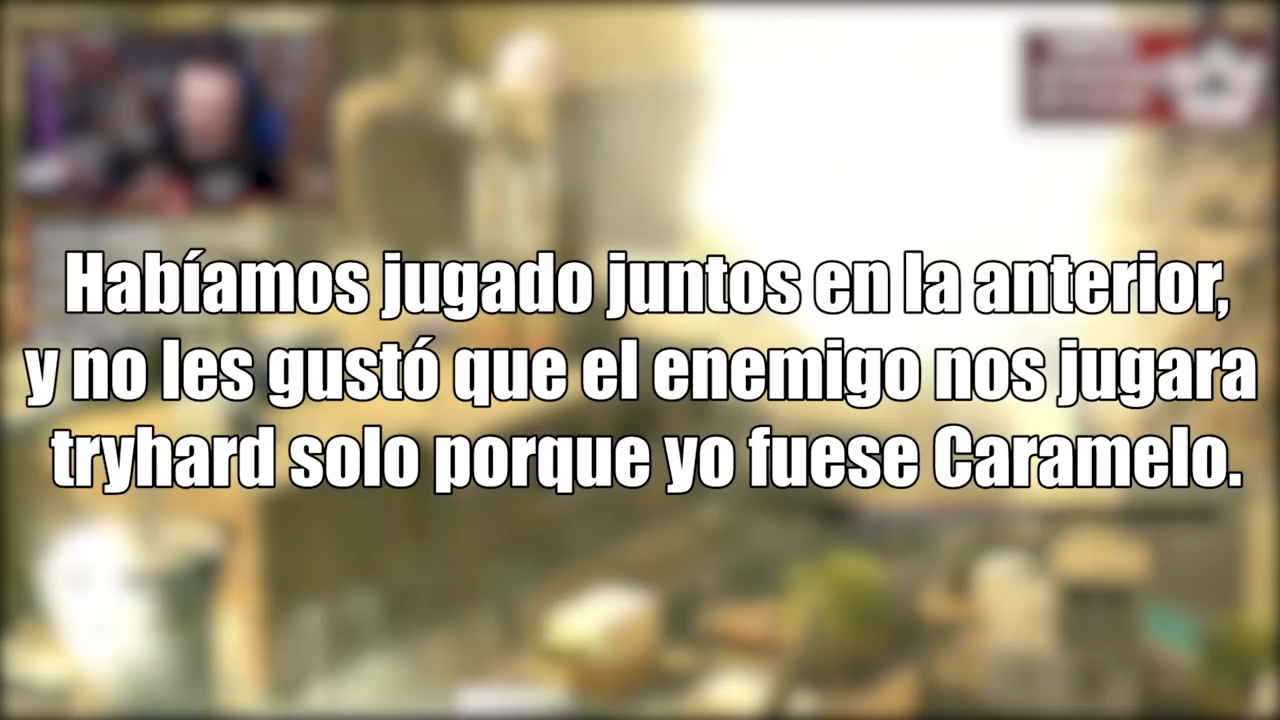 Habíamos jugado juntos en la anterior,
y no les gustó que el enemigo nos jugara
tryhard solo porque yo fuese Caramelo.